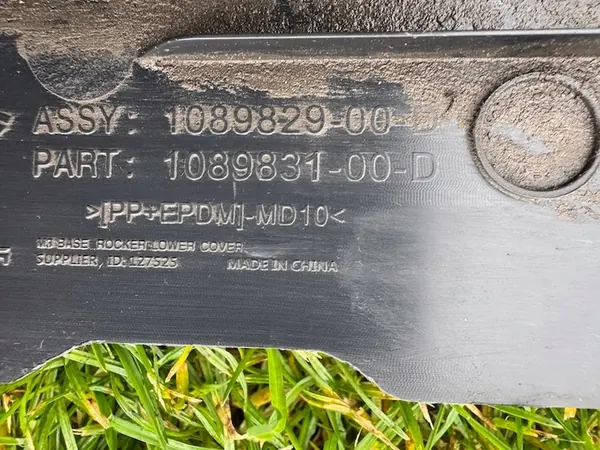 ASSY: 1089829-00-D
PART: 1089831-00-D
>[PP+EPDM]-MD10<
M3 BASE ROCKER LOWER COVER
SUPPLIER, ID: 127525 MADE IN CHINA